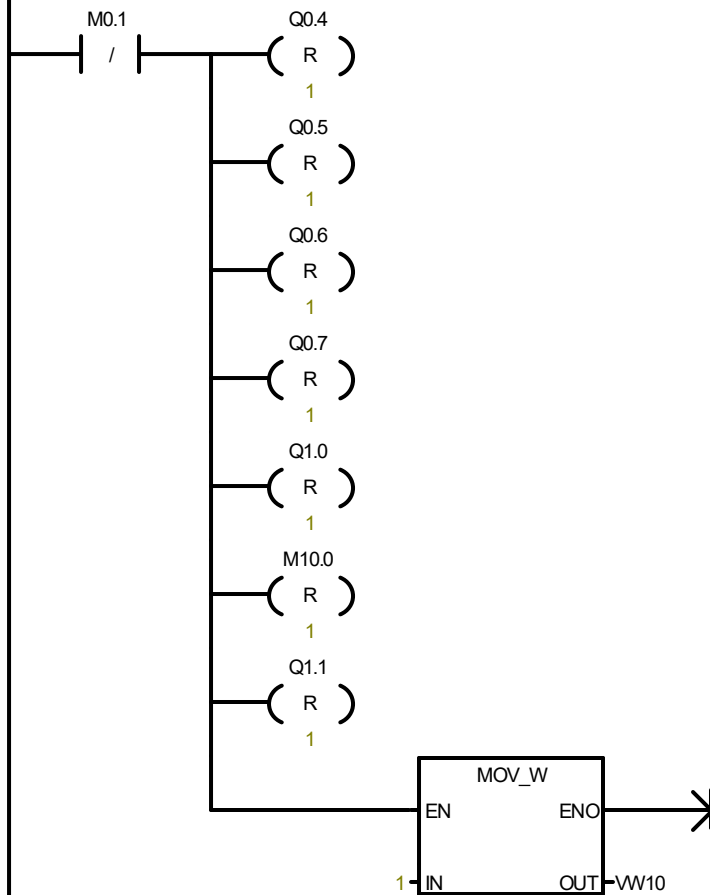 M0.1
Q0.4
/
R
1
Q0.5
R
1
Q0.6
R
1
Q0.7
R
1
Q1.0
R
1
M10.0
R
1
Q1.1
R
1
MOV_W
EN ENO
1 IN OUT VW10